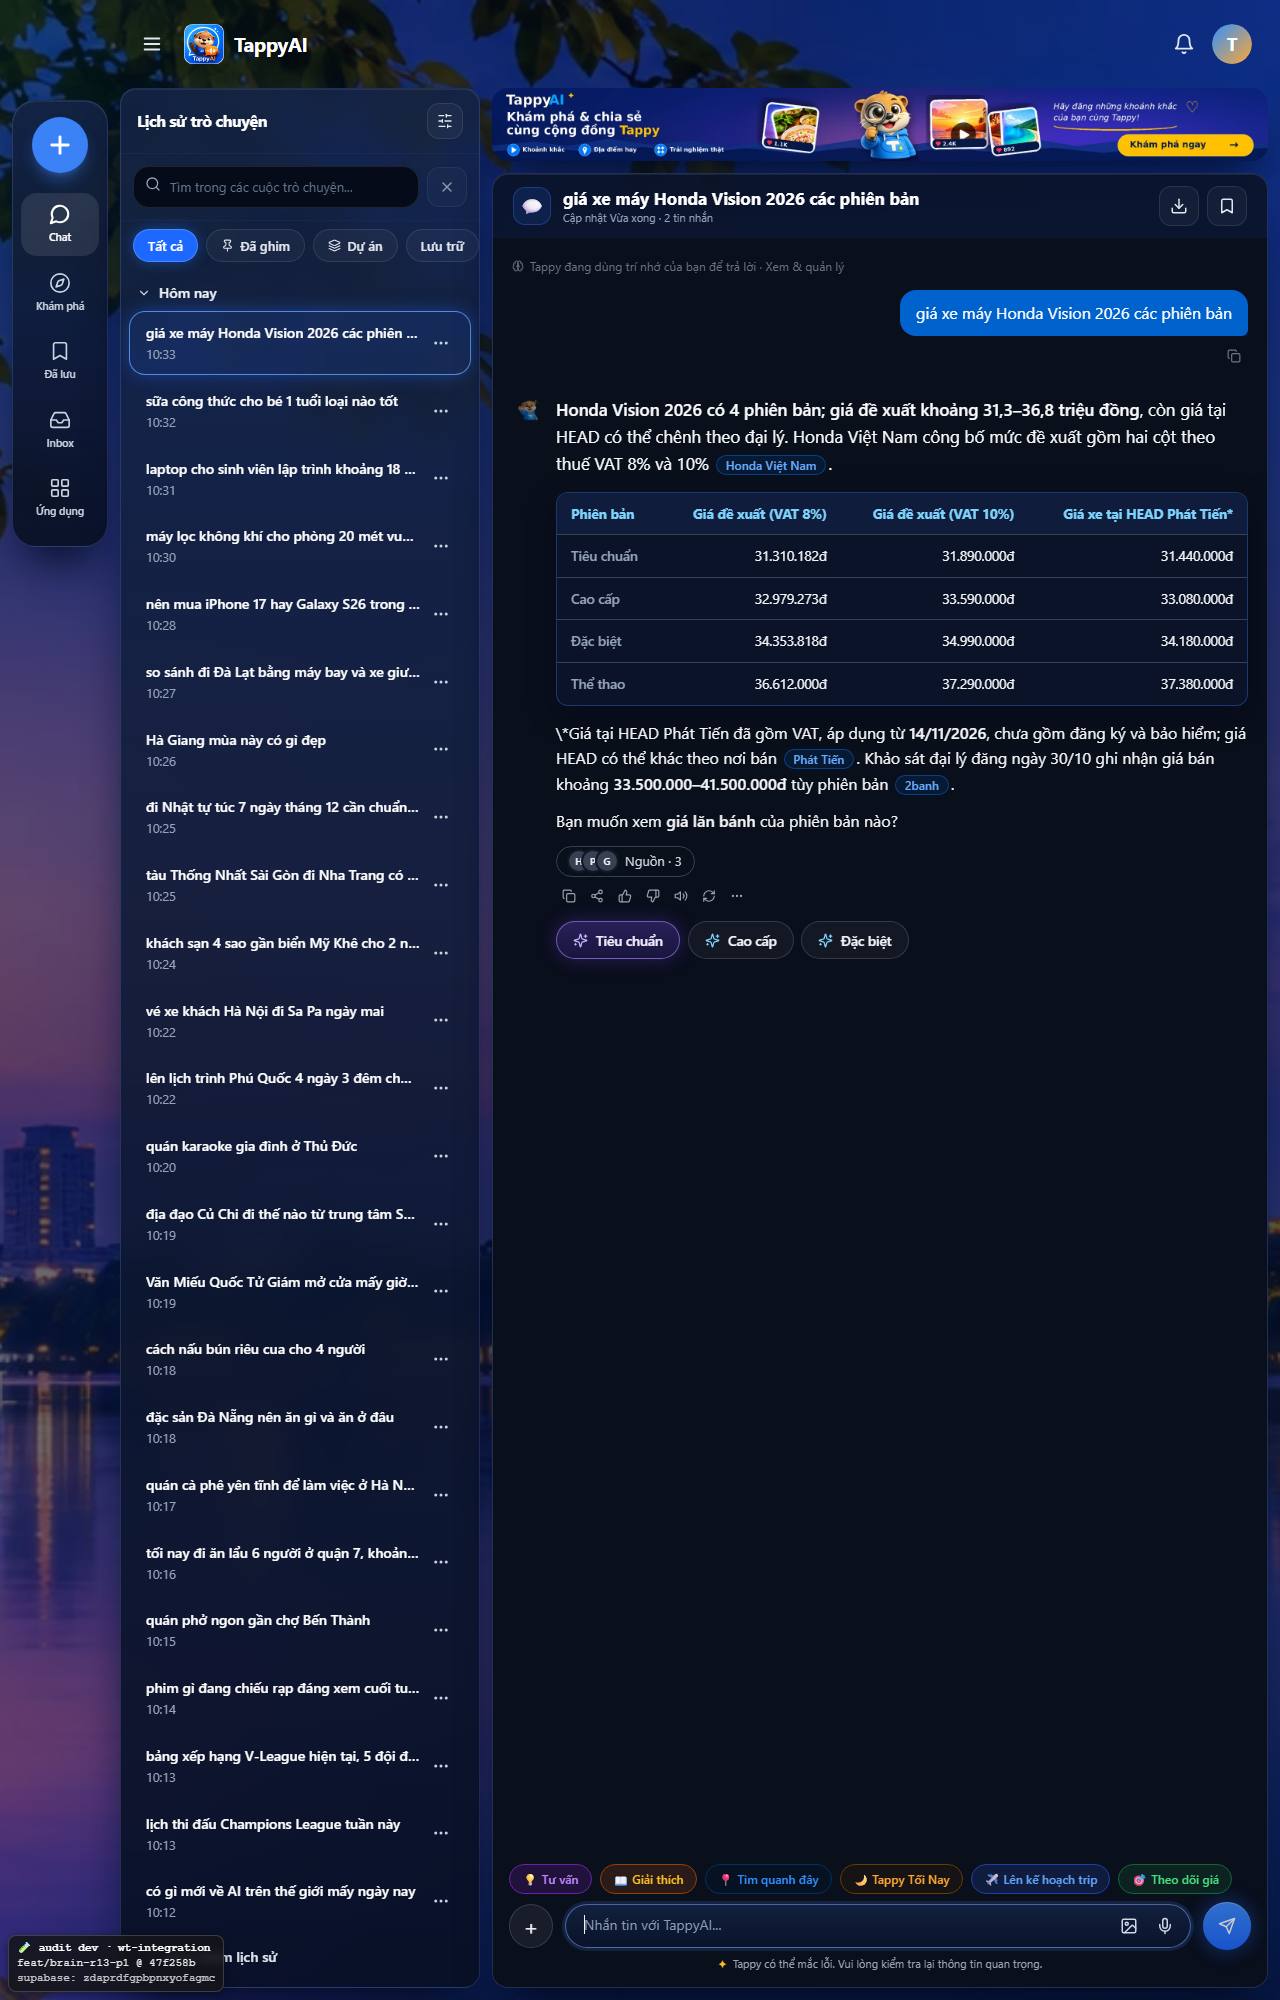 TappyAI
T
Lịch sử trò chuyện
Tìm trong các cuộc trò chuyện...
Tất cả
Đã ghim
Dự án
Lưu trữ
Chat
Khám phá
Đã lưu
Inbox
Ứng dụng
Hôm nay
giá xe máy Honda Vision 2026 các phiên ...
10:33
sữa công thức cho bé 1 tuổi loại nào tốt
10:32
laptop cho sinh viên lập trình khoảng 18 ...
10:31
máy lọc không khí cho phòng 20 mét vu...
10:30
nên mua iPhone 17 hay Galaxy S26 trong ...
10:28
so sánh đi Đà Lạt bằng máy bay và xe giư...
10:27
Hà Giang mùa này có gì đẹp
10:26
đi Nhật tự túc 7 ngày tháng 12 cần chuẩn...
10:25
tàu Thống Nhất Sài Gòn đi Nha Trang có ...
10:25
khách sạn 4 sao gần biển Mỹ Khê cho 2 n...
10:24
vé xe khách Hà Nội đi Sa Pa ngày mai
10:22
lên lịch trình Phú Quốc 4 ngày 3 đêm ch...
10:22
quán karaoke gia đình ở Thủ Đức
10:20
địa đạo Củ Chi đi thế nào từ trung tâm S...
10:19
Văn Miếu Quốc Tử Giám mở cửa mấy giờ...
10:19
cách nấu bún riêu cua cho 4 người
10:18
đặc sản Đà Nẵng nên ăn gì và ăn ở đâu
10:18
quán cà phê yên tĩnh để làm việc ở Hà N...
10:17
tối nay đi ăn lẩu 6 người ở quận 7, khoản...
10:16
quán phở ngon gần chợ Bến Thành
10:15
phim gì đang chiếu rạp đáng xem cuối tu...
10:14
bảng xếp hạng V-League hiện tại, 5 đội đ...
10:13
lịch thi đấu Champions League tuần này
10:13
có gì mới về AI trên thế giới mấy ngày nay
10:12
m lịch sử
audit dev · wt-integration
feat/brain-r13-p1 @ 47f258b
supabase: zdaprdfgpbpnxyofagmc
TappyAI
Khám phá & chia sẻ
cùng cộng đồng Tappy
Khoảnh khắc
Địa điểm hay
Trải nghiệm thật
1.1K
2.4K
892
Hãy đăng những khoảnh khắc
của bạn cùng Tappy!
Khám phá ngay →
giá xe máy Honda Vision 2026 các phiên bản
Cập nhật Vừa xong · 2 tin nhắn
Tappy đang dùng trí nhớ của bạn để trả lời · Xem & quản lý
giá xe máy Honda Vision 2026 các phiên bản
Honda Vision 2026 có 4 phiên bản; giá đề xuất khoảng 31,3–36,8 triệu đồng, còn giá tại
HEAD có thể chênh theo đại lý. Honda Việt Nam công bố mức đề xuất gồm hai cột theo
thuế VAT 8% và 10% Honda Việt Nam .
Phiên bản Giá đề xuất (VAT 8%) Giá đề xuất (VAT 10%) Giá xe tại HEAD Phát Tiến*
Tiêu chuẩn 31.310.182đ 31.890.000đ 31.440.000đ
Cao cấp 32.979.273đ 33.590.000đ 33.080.000đ
Đặc biệt 34.353.818đ 34.990.000đ 34.180.000đ
Thể thao 36.612.000đ 37.290.000đ 37.380.000đ
\*Giá tại HEAD Phát Tiến đã gồm VAT, áp dụng từ 14/11/2026, chưa gồm đăng ký và bảo hiểm; giá
HEAD có thể khác theo nơi bán Phát Tiến . Khảo sát đại lý đăng ngày 30/10 ghi nhận giá bán
khoảng 33.500.000–41.500.000đ tùy phiên bản 2banh .
Bạn muốn xem giá lăn bánh của phiên bản nào?
H P G Nguồn · 3
Tiêu chuẩn
Cao cấp
Đặc biệt
Tư vấn
Giải thích
Tìm quanh đây
Tappy Tối Nay
Lên kế hoạch trip
Theo dõi giá
Nhắn tin với TappyAI...
Tappy có thể mắc lỗi. Vui lòng kiểm tra lại thông tin quan trọng.